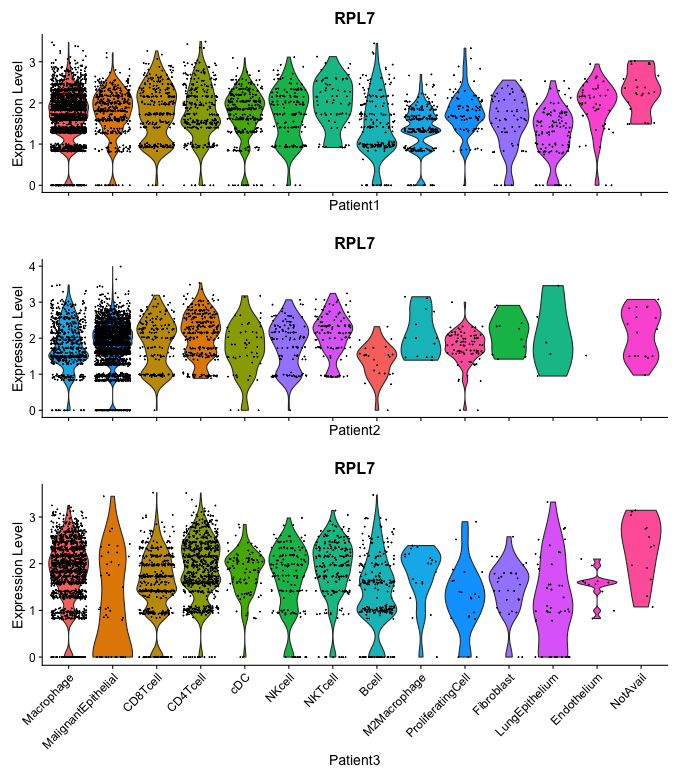 RPL7
Expression Level
3
2
1
0
Patient1
RPL7
Expression Level
4
3
2
1
0
Patient2
RPL7
Expression Level
3
2
1
0
Macrophage
MalignantEpithelial
CD8Tcell
CD4Tcell
cDC
NKcell
NKTcell
Bcell
M2Macrophage
ProliferatingCell
Fibroblast
LungEpithelium
Endothelium
NotAvail
Patient3